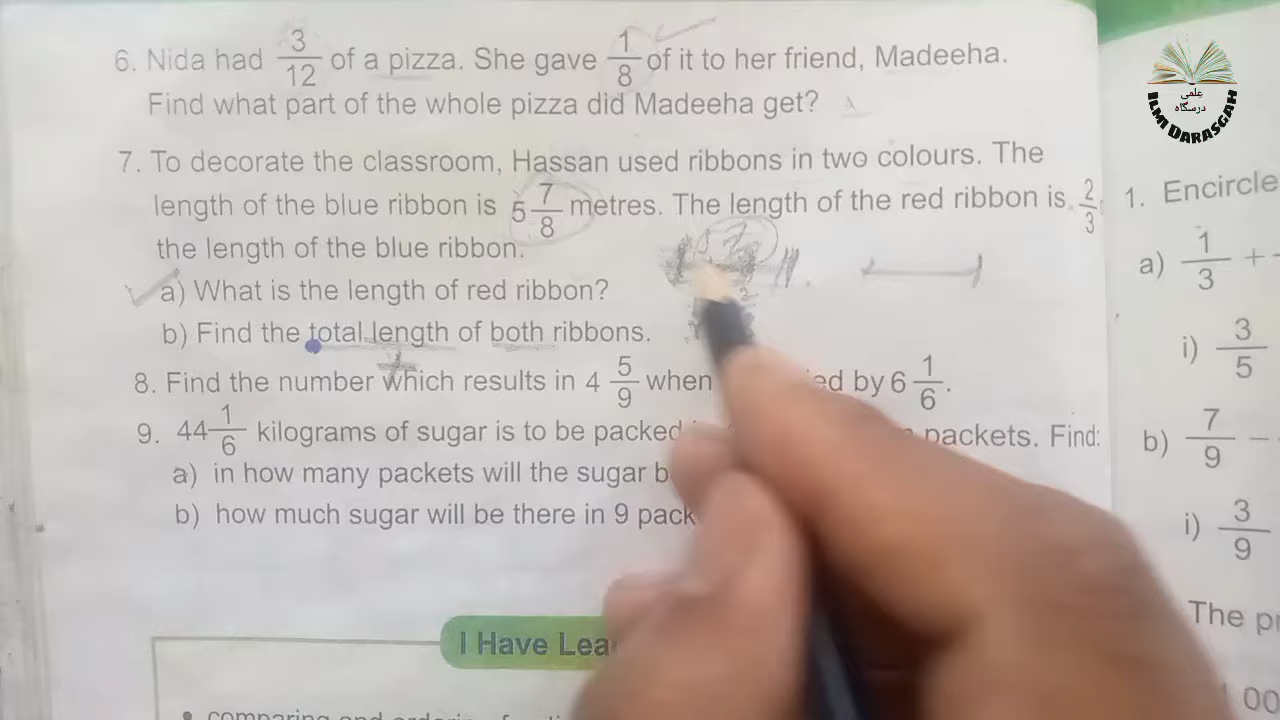 6. Nida had 3/12 of a pizza. She gave 1/8 of it to her friend, Madeeha.
Find what part of the whole pizza did Madeeha get?
7. To decorate the classroom, Hassan used ribbons in two colours. The
length of the blue ribbon is 5 7/8 metres. The length of the red ribbon is 2/3
the length of the blue ribbon.
a) What is the length of red ribbon?
b) Find the total length of both ribbons.
8. Find the number which results in 4 5/9 when by 6 1/6.
9. 44 1/6 kilograms of sugar is to be packed packets. Find:
a) in how many packets will the sugar
b) how much sugar will be there in 9
I Have
comparing and
1. Encircle
a) 1/3 +
i) 3/5
b) 7/9 −
i) 3/9
The
علمی
درسگاہ
ILMI DARASGAH